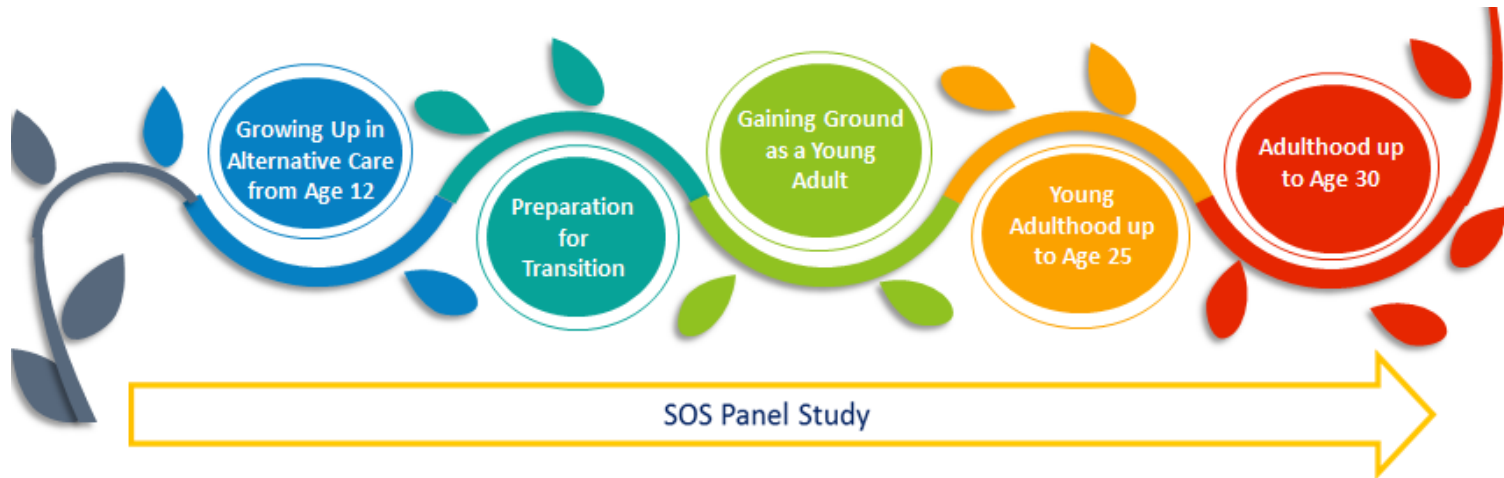 Growing Up in
Alternative Care
from Age 12
Preparation
for
Transition
Gaining Ground
as a Young
Adult
Young
Adulthood up
to Age 25
Adulthood up
to Age 30
SOS Panel Study